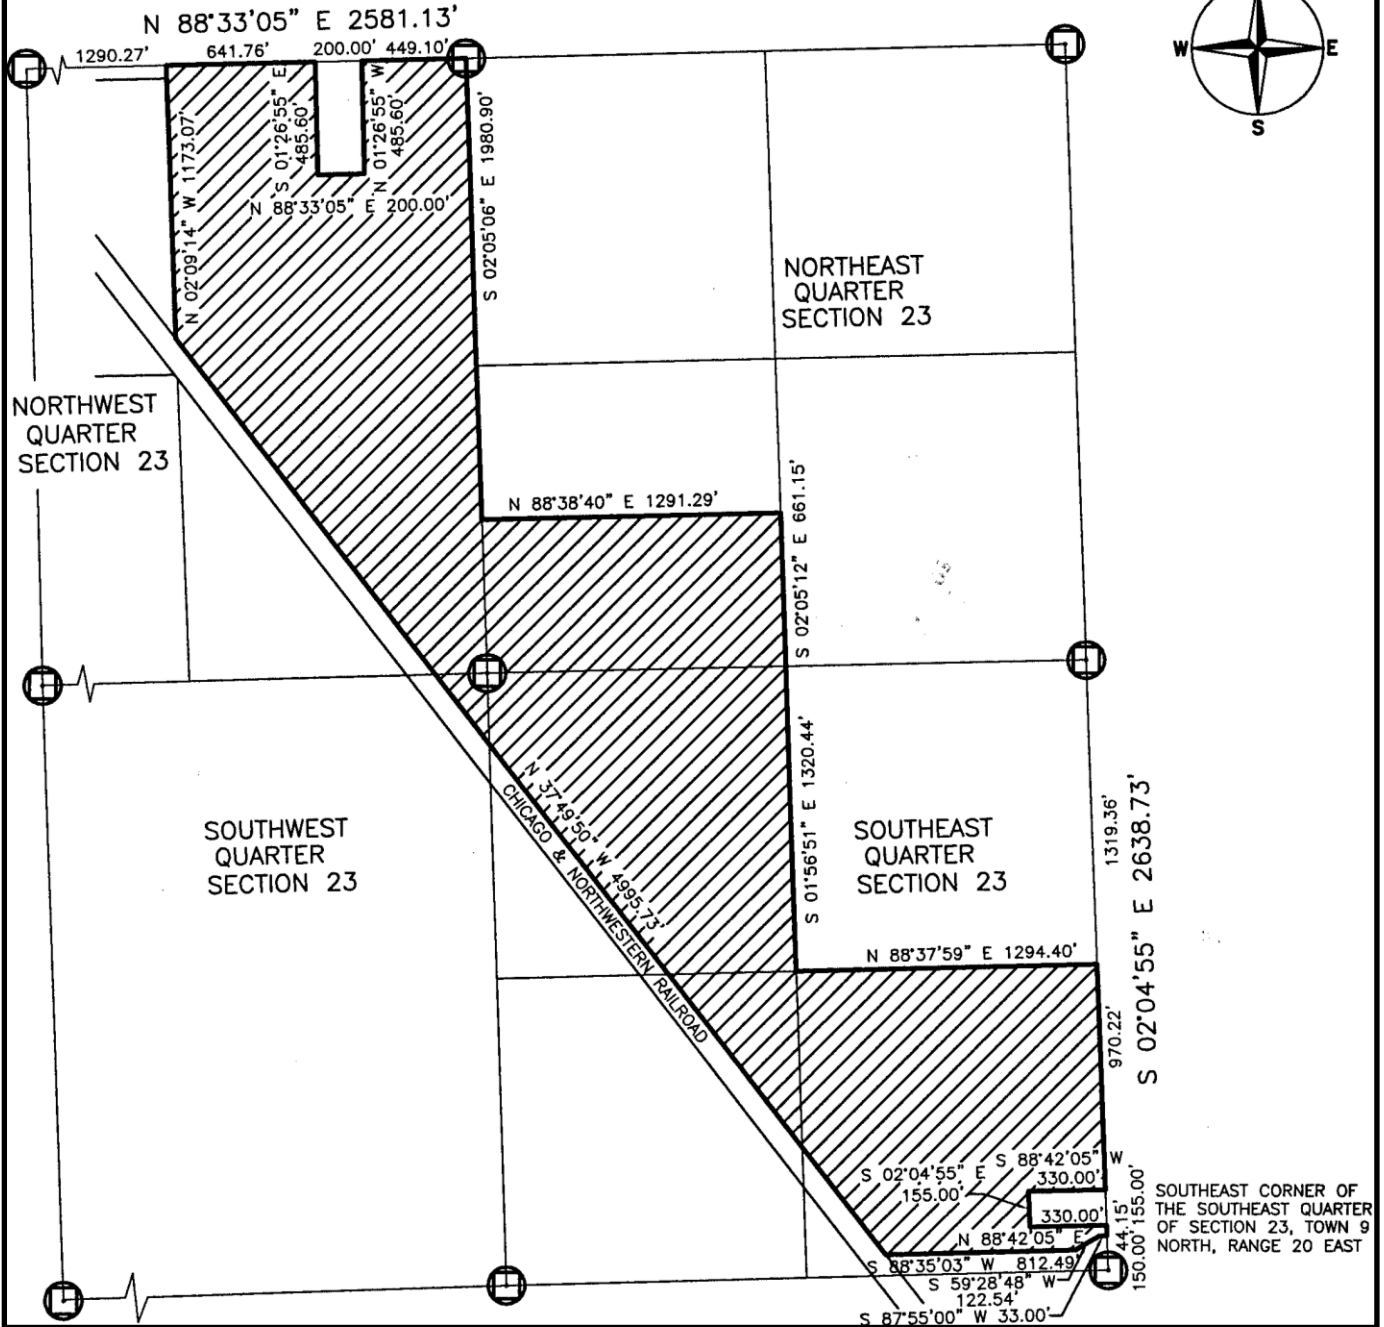 N 88°33'05" E 2581.13'
1290.27'
641.76'
200.00'
449.10'
W
E
S
N 02°09'14" W 1173.07'
S 01°26'55" E
485.60'
N 01°26'55" W
485.60'
N 88°33'05" E 200.00'
S 02°05'06" E 1980.90'
NORTHEAST
QUARTER
SECTION 23
NORTHWEST
QUARTER
SECTION 23
N 88°38'40" E 1291.29'
S 02°05'12" E 661.15'
N 37°49'50" W 4995.73'
CHICAGO & NORTHWESTERN RAILROAD
S 01°56'51" E 1320.44'
SOUTHWEST
QUARTER
SECTION 23
SOUTHEAST
QUARTER
SECTION 23
1319.36'
S 02°04'55" E 2638.73'
N 88°37'59" E 1294.40'
970.22'
S 02°04'55" E
155.00'
S 88°42'05" W
330.00'
330.00'
N 88°42'05" E
155.00'
44.15'
150.00'
SOUTHEAST CORNER OF
THE SOUTHEAST QUARTER
OF SECTION 23, TOWN 9
NORTH, RANGE 20 EAST
S 88°35'03" W 812.49'
S 59°28'48" W
122.54'
S 87°55'00" W 33.00'